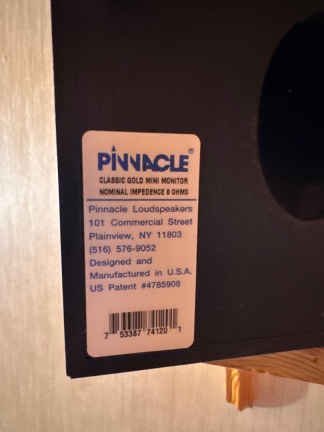 PINNACLE®
CLASSIC GOLD MINI MONITOR
NOMINAL IMPEDENCE 8 OHMS
Pinnacle Loudspeakers
101 Commercial Street
Plainview, NY 11803
(516) 576-9052
Designed and
Manufactured in U.S.A.
US Patent #4765908
7 53387 74120 1